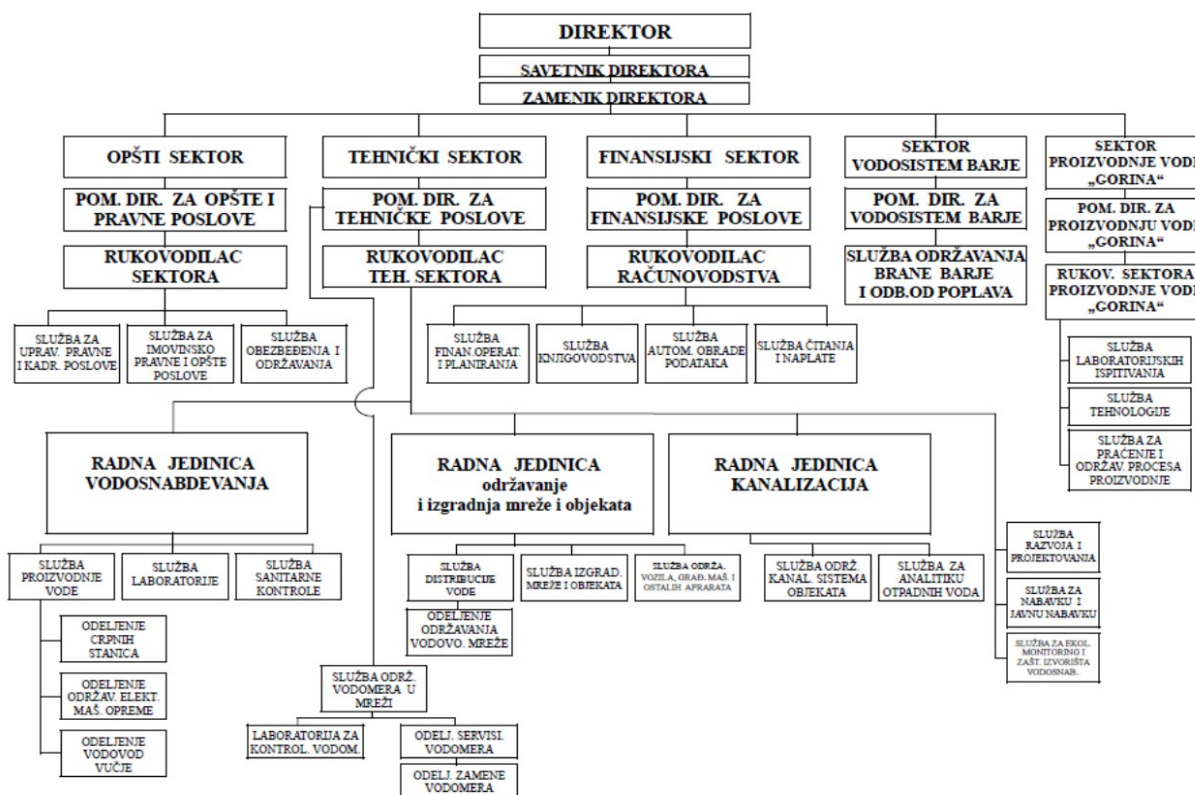 DIREKTOR
SAVETNIK DIREKTORA
ZAMENIK DIREKTORA
OPŠTI SEKTOR
POM. DIR. ZA OPŠTE I
PRAVNE POSLOVE
RUKOVODILAC
SEKTORA
SLUŽBA ZA
UPRAV. PRAVNE
I KADR. POSLOVE
SLUŽBA ZA
IMOVINSKO
PRAVNE I OPŠTE
POSLOVE
SLUŽBA
OBEZBEĐENJA I
ODRŽAVANJA
TEHNIČKI SEKTOR
POM. DIR. ZA
TEHNIČKE POSLOVE
RUKOVODILAC
TEH. SEKTORA
FINANSIJSKI SEKTOR
POM. DIR. ZA
FINANSIJSKE POSLOVE
RUKOVODILAC
RAČUNOVODSTVA
SLUŽBA
FINAN.OPERAT.
I PLANIRANJA
SLUŽBA
KNJIGOVODSTVA
SLUŽBA
AUTOM. OBRADE
PODATAKA
SLUŽBA ČITANJA
I NAPLATE
SEKTOR
VODOSISTEM BARJE
POM. DIR. ZA
VODOSISTEM BARJE
SLUŽBA ODRŽAVANJA
BRANE BARJE
I ODB.OD POPLAVA
SEKTOR
PROIZVODNJE VODE
„GORINA“
POM. DIR. ZA
PROIZVODNJU VODE
„GORINA“
RUKOV. SEKTORA
PROIZVODNJE VODE
„GORINA“
SLUŽBA
LABORATORIJSKIH
ISPITIVANJA
SLUŽBA
TEHNOLOGIJE
SLUŽBA ZA
PRAĆENJE I
ODRŽAV. PROCESA
PROIZVODNJE
RADNA JEDINICA
VODOSNABDEVANJA
SLUŽBA
PROIZVODNJE
VODE
SLUŽBA
LABORATORIJE
SLUŽBA
SANITARNE
KONTROLE
ODELJENJE
CRPNIH
STANICA
ODELJENJE
ODRŽAV. ELEKT.
MAŠ. OPREME
ODELJENJE
VODOVOD
VUČJE
RADNA JEDINICA
održavanje
i izgradnja mreže i objekata
SLUŽBA
DISTRIBUCIJE
VODE
ODELJENJE
ODRŽAVANJA
VODOVO. MREŽE
SLUŽBA IZGRAD.
MREŽE I OBJEKATA
SLUŽBA ODRŽA.
VOZILA, GRAĐ. MAŠ. I
OSTALIH APRARATA
RADNA JEDINICA
KANALIZACIJA
SLUŽBA ODRŽ.
KANAL. SISTEMA
OBJEKATA
SLUŽBA ZA
ANALITIKU
OTPADNIH VODA
SLUŽBA
RAZVOJA I
PROJEKTOVANJA
SLUŽBA ZA
NABAVKU I
JAVNU NABAVKU
SLUŽBA ZA EKOL.
MONITORING I
ZAŠT. IZVORIŠTA
VODOSNAB..
SLUŽBA ODRŽ.
VODOMERA U
MREŽI
LABORATORIJA ZA
KONTROL. VODOM.
ODELJ. SERVISI.
VODOMERA
ODELJ. ZAMENE
VODOMERA